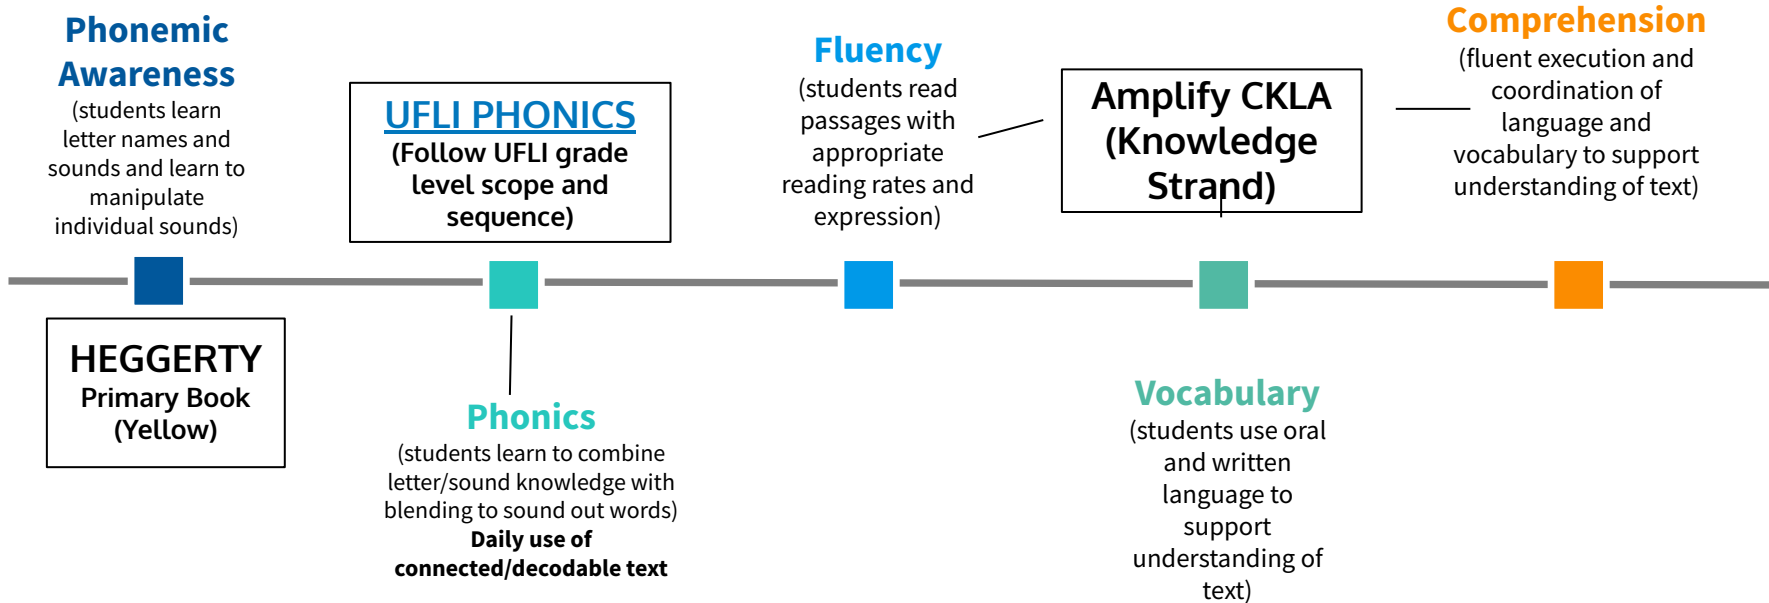 Phonemic
Awareness
(students learn
letter names and
sounds and learn to
manipulate
individual sounds)
HEGGERTY
Primary Book
(Yellow)
UFLI PHONICS
(Follow UFLI grade
level scope and
sequence)
Phonics
(students learn to combine
letter/sound knowledge with
blending to sound out words)
Daily use of
connected/decodable text
Fluency
(students read
passages with
appropriate
reading rates and
expression)
Amplify CKLA
(Knowledge
Strand)
Vocabulary
(students use oral
and written
language to
support
understanding of
text)
Comprehension
(fluent execution and
coordination of
language and
vocabulary to support
understanding of text)